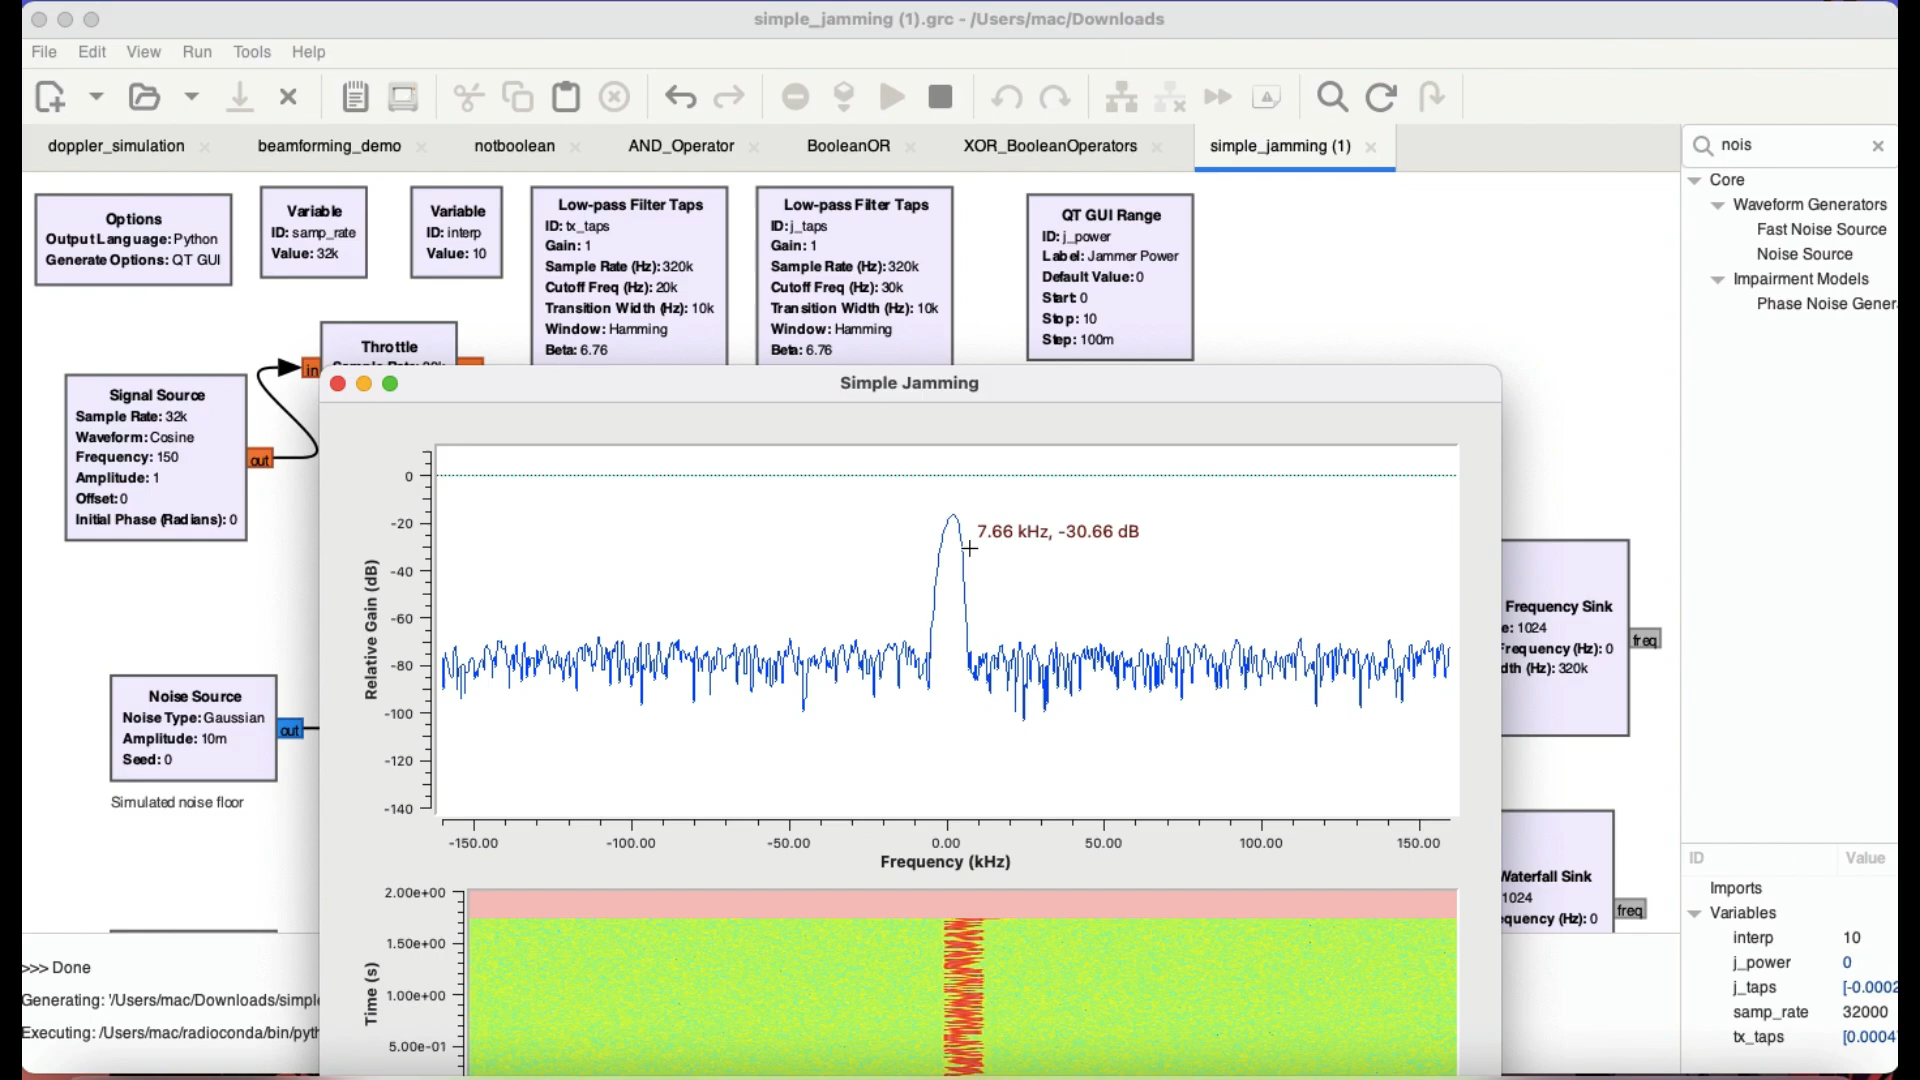 simple_jamming (1).grc - /Users/mac/Downloads
File Edit View Run Tools Help
doppler_simulation beamforming_demo notboolean AND_Operator BooleanOR XOR_BooleanOperators simple_jamming (1)
nois
Options
Output Language: Python
Generate Options: QT GUI
Variable
ID: samp_rate
Value: 32k
Variable
ID: interp
Value: 10
Low-pass Filter Taps
ID: tx_taps
Gain: 1
Sample Rate (Hz): 320k
Cutoff Freq (Hz): 20k
Transition Width (Hz): 10k
Window: Hamming
Beta: 6.76
Low-pass Filter Taps
ID: j_taps
Gain: 1
Sample Rate (Hz): 320k
Cutoff Freq (Hz): 30k
Transition Width (Hz): 10k
Window: Hamming
Beta: 6.76
QT GUI Range
ID: j_power
Label: Jammer Power
Default Value: 0
Start: 0
Stop: 10
Step: 100m
Core
Waveform Generators
Fast Noise Source
Noise Source
Impairment Models
Phase Noise Gener
Throttle
in
Signal Source
Sample Rate: 32k
Waveform: Cosine
Frequency: 150
Amplitude: 1
Offset: 0
Initial Phase (Radians): 0
out
Noise Source
Noise Type: Gaussian
Amplitude: 10m
Seed: 0
out
Simulated noise floor
Simple Jamming
7.66 kHz, -30.66 dB
Relative Gain (dB)
0
-20
-40
-60
-80
-100
-120
-140
-150.00 -100.00 -50.00 0.00 50.00 100.00 150.00
Frequency (kHz)
2.00e+00
1.50e+00
1.00e+00
5.00e-01
Time (s)
Frequency Sink
e: 1024
Frequency (Hz): 0
dth (Hz): 320k
freq
Waterfall Sink
1024
equency (Hz): 0
freq
>>> Done
Generating: '/Users/mac/Downloads/simple
Executing: /Users/mac/radioconda/bin/pyth
ID Value
Imports
Variables
interp 10
j_power 0
j_taps [-0.0002
samp_rate 32000
tx_taps [0.0004